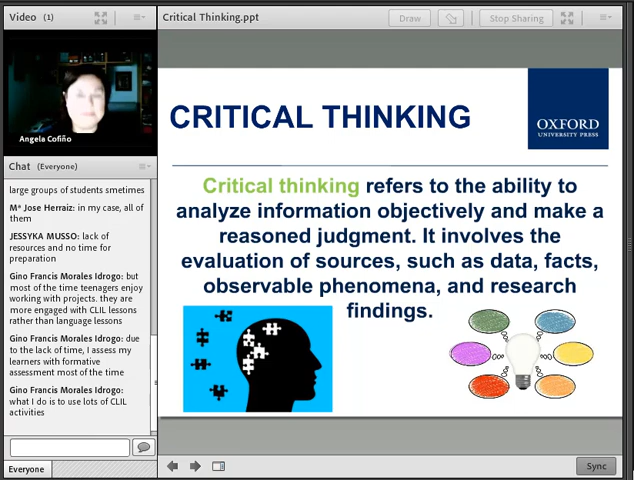 Video (1)
Angela Cofiño
Chat (Everyone)
large groups of students smetimes
Mª Jose Herraiz: in my case, all of
them
JESSYKA MUSSO: lack of
resources and no time for
preparation
Gino Francis Morales Idrogo: but
most of the time teenagers enjoy
working with projects. they are
more engaged with CLIL lessons
rather than language lessons
Gino Francis Morales Idrogo: due
to the lack of time, I assess my
learners with formative
assessment most of the time
Gino Francis Morales Idrogo:
what I do is to use lots of CLIL
activities
Everyone
Critical Thinking.ppt
Draw
Stop Sharing
CRITICAL THINKING
OXFORD
UNIVERSITY PRESS
Critical thinking refers to the ability to
analyze information objectively and make a
reasoned judgment. It involves the
evaluation of sources, such as data, facts,
observable phenomena, and research
findings.
Sync